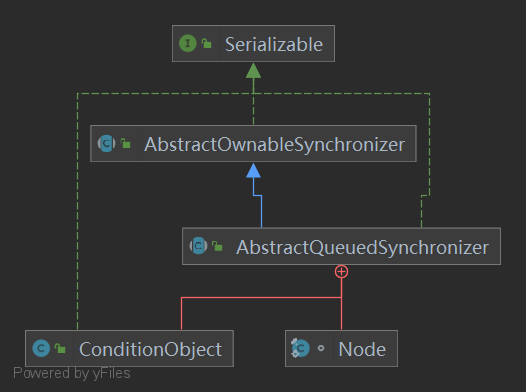 Serializable
AbstractOwnableSynchronizer
AbstractQueuedSynchronizer
ConditionObject
Node
Powered by yFiles